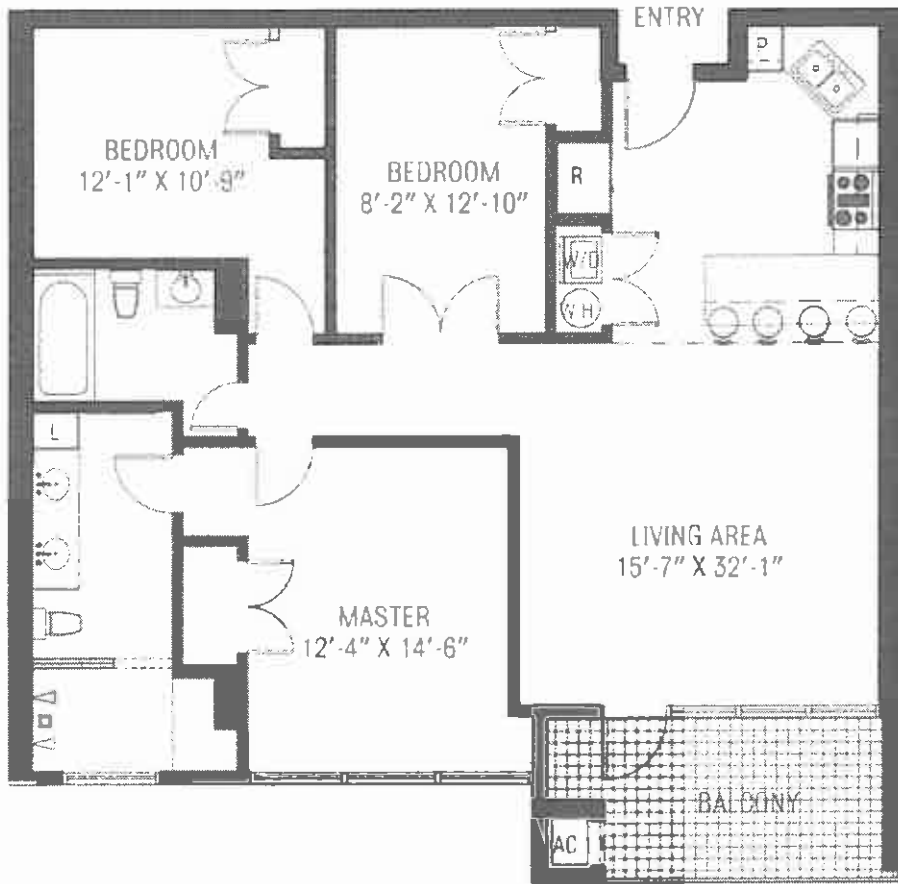 ENTRY
BEDROOM
12'-1" X 10'-9"
BEDROOM
8'-2" X 12'-10"
R
W/D
L
LIVING AREA
15'-7" X 32'-1"
MASTER
12'-4" X 14'-6"
BALCONY
AC